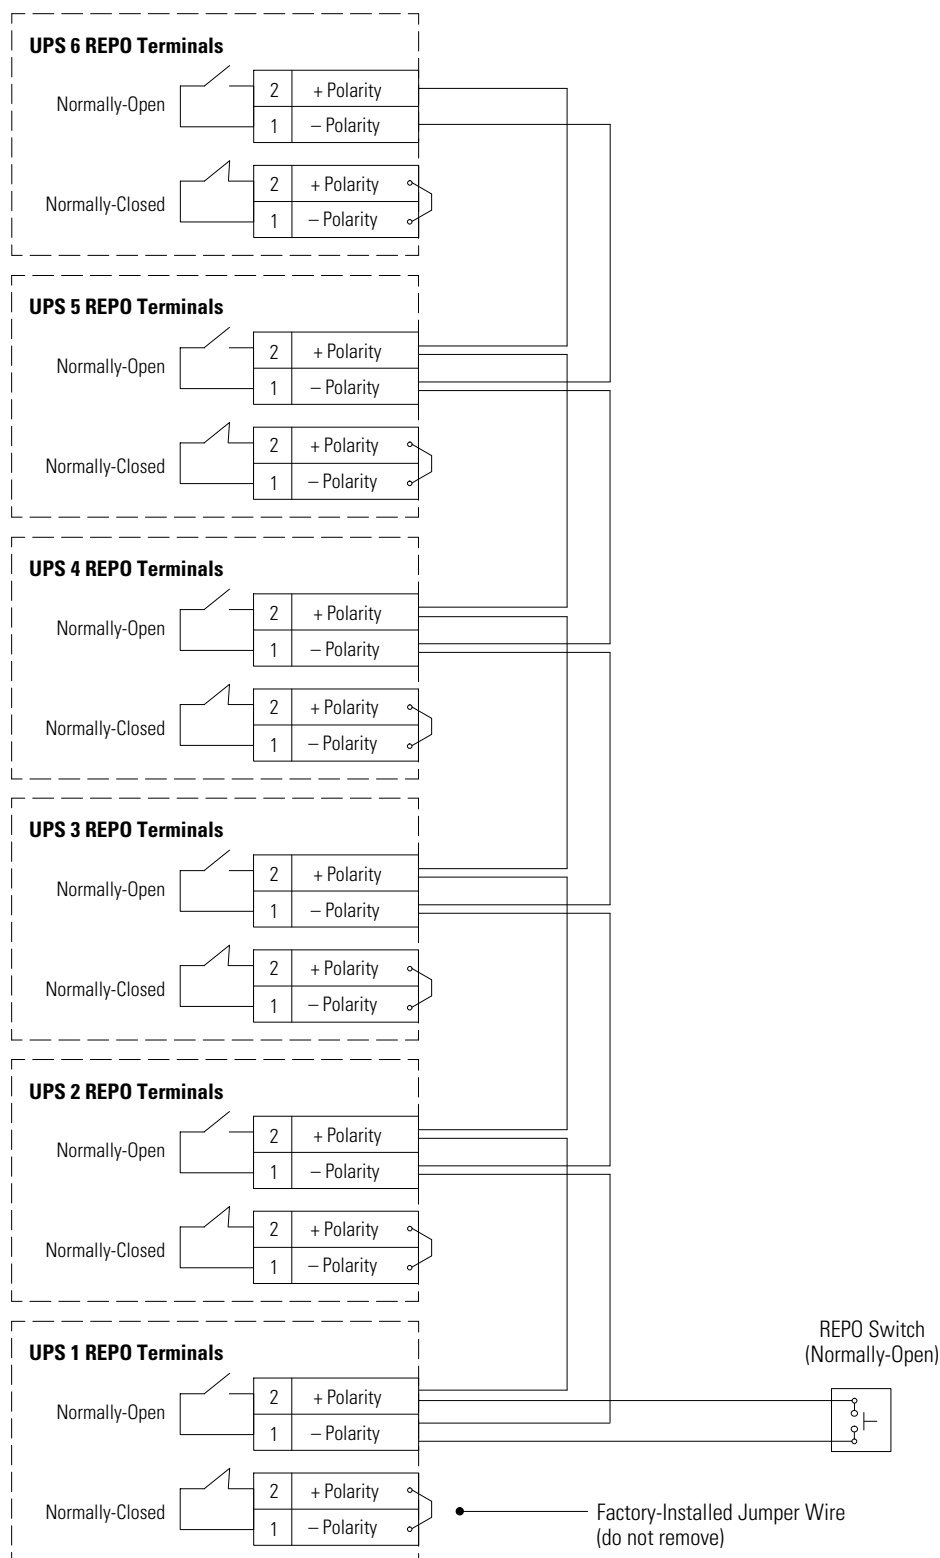 UPS 6 REPO Terminals
Normally-Open
2 + Polarity
1 – Polarity
Normally-Closed
2 + Polarity
1 – Polarity
UPS 5 REPO Terminals
Normally-Open
2 + Polarity
1 – Polarity
Normally-Closed
2 + Polarity
1 – Polarity
UPS 4 REPO Terminals
Normally-Open
2 + Polarity
1 – Polarity
Normally-Closed
2 + Polarity
1 – Polarity
UPS 3 REPO Terminals
Normally-Open
2 + Polarity
1 – Polarity
Normally-Closed
2 + Polarity
1 – Polarity
UPS 2 REPO Terminals
Normally-Open
2 + Polarity
1 – Polarity
Normally-Closed
2 + Polarity
1 – Polarity
REPO Switch
(Normally-Open)
UPS 1 REPO Terminals
Normally-Open
2 + Polarity
1 – Polarity
Normally-Closed
2 + Polarity
1 – Polarity
Factory-Installed Jumper Wire
(do not remove)